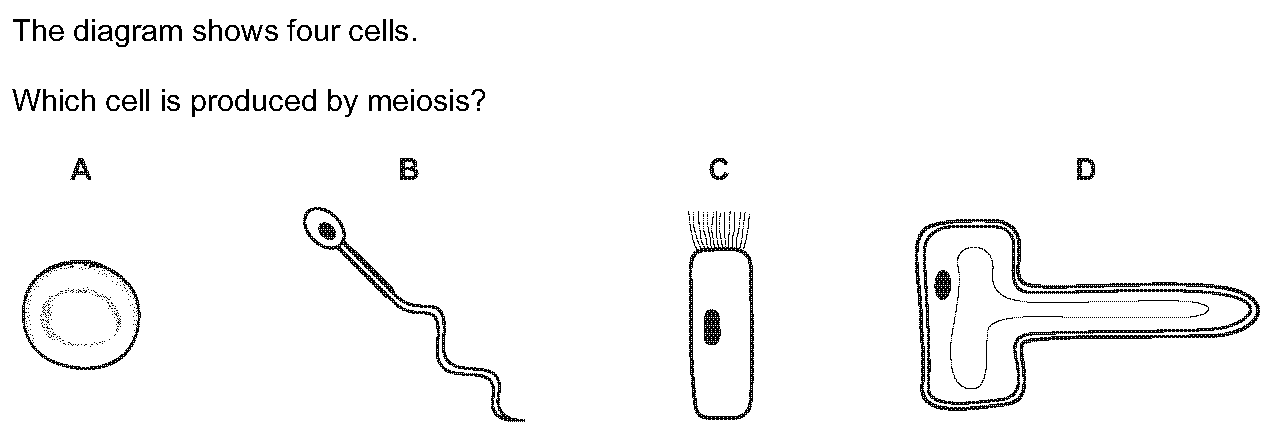 The diagram shows four cells.
Which cell is produced by meiosis?
A B C D